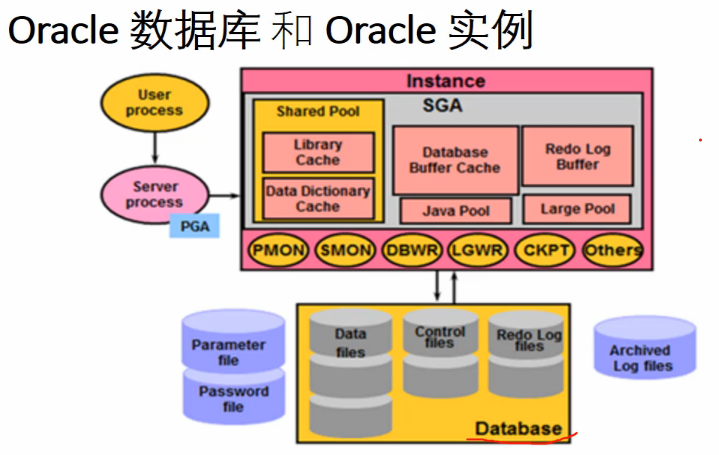 Oracle 数据库 和 Oracle 实例
Instance
User
process
SGA
Shared Pool
Library
Cache
Database
Buffer Cache
Redo Log
Buffer
Server
process
Data Dictionary
Cache
Java Pool
Large Pool
PGA
PMON
SMON
DBWR
LGWR
CKPT
Others
Parameter
file
Password
file
Data
files
Control
files
Redo Log
files
Archived
Log files
Database